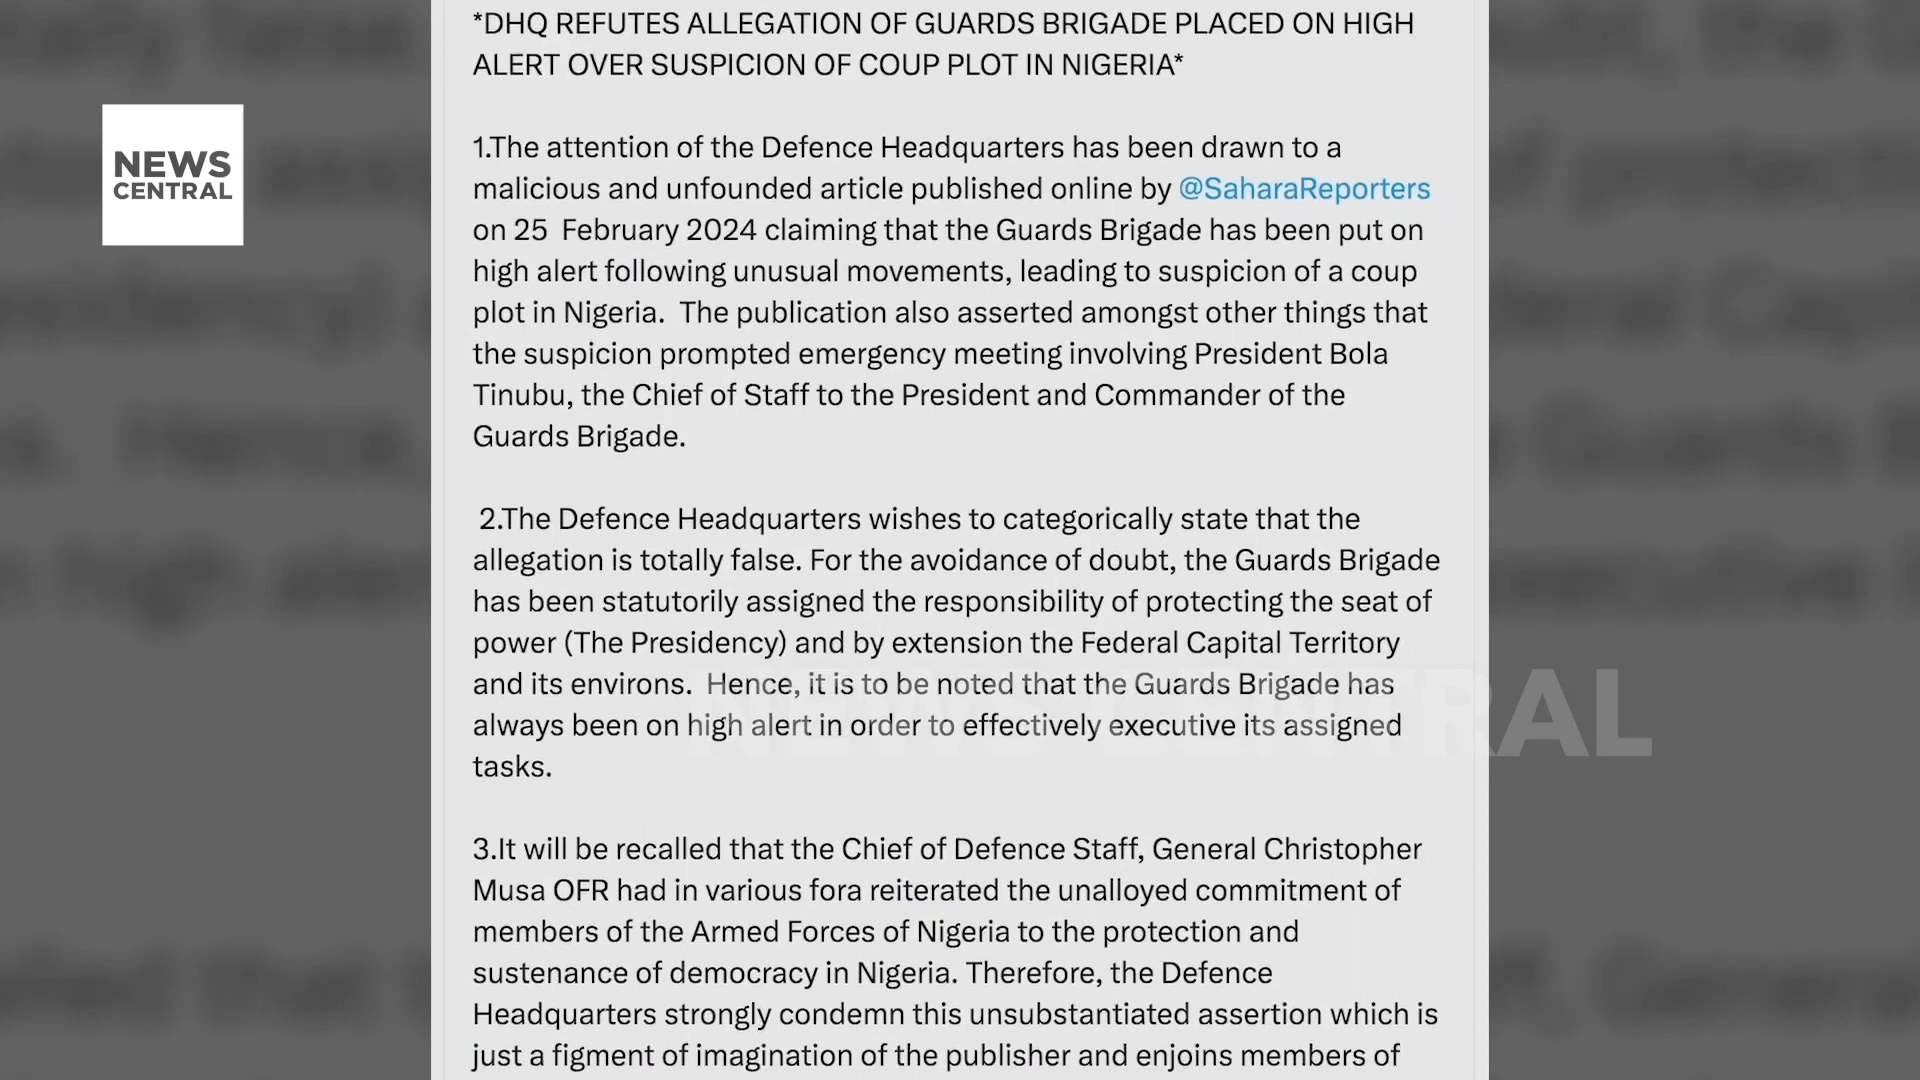 *DHQ REFUTES ALLEGATION OF GUARDS BRIGADE PLACED ON HIGH
ALERT OVER SUSPICION OF COUP PLOT IN NIGERIA*
NEWS
CENTRAL
1.The attention of the Defence Headquarters has been drawn to a
malicious and unfounded article published online by @SaharaReporters
on 25  February 2024 claiming that the Guards Brigade has been put on
high alert following unusual movements, leading to suspicion of a coup
plot in Nigeria.  The publication also asserted amongst other things that
the suspicion prompted emergency meeting involving President Bola
Tinubu, the Chief of Staff to the President and Commander of the
Guards Brigade.
2.The Defence Headquarters wishes to categorically state that the
allegation is totally false. For the avoidance of doubt, the Guards Brigade
has been statutorily assigned the responsibility of protecting the seat of
power (The Presidency) and by extension the Federal Capital Territory
and its environs.  Hence, it is to be noted that the Guards Brigade has
always been on high alert in order to effectively executive its assigned
tasks.
NEWS CENTRAL
3.It will be recalled that the Chief of Defence Staff, General Christopher
Musa OFR had in various fora reiterated the unalloyed commitment of
members of the Armed Forces of Nigeria to the protection and
sustenance of democracy in Nigeria. Therefore, the Defence
Headquarters strongly condemn this unsubstantiated assertion which is
just a figment of imagination of the publisher and enjoins members of